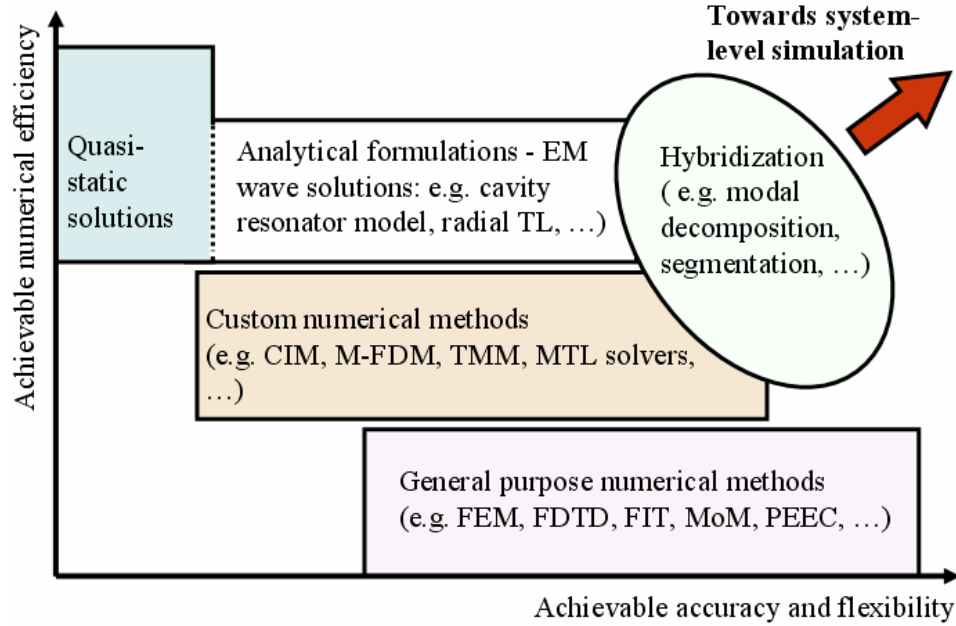 Towards system-
level simulation
Achievable numerical efficiency
Quasi-
static
solutions
Analytical formulations - EM
wave solutions: e.g. cavity
resonator model, radial TL, …)
Hybridization
( e.g. modal
decomposition,
segmentation, …)
Custom numerical methods
(e.g. CIM, M-FDM, TMM, MTL solvers,
…)
General purpose numerical methods
(e.g. FEM, FDTD, FIT, MoM, PEEC, …)
Achievable accuracy and flexibility